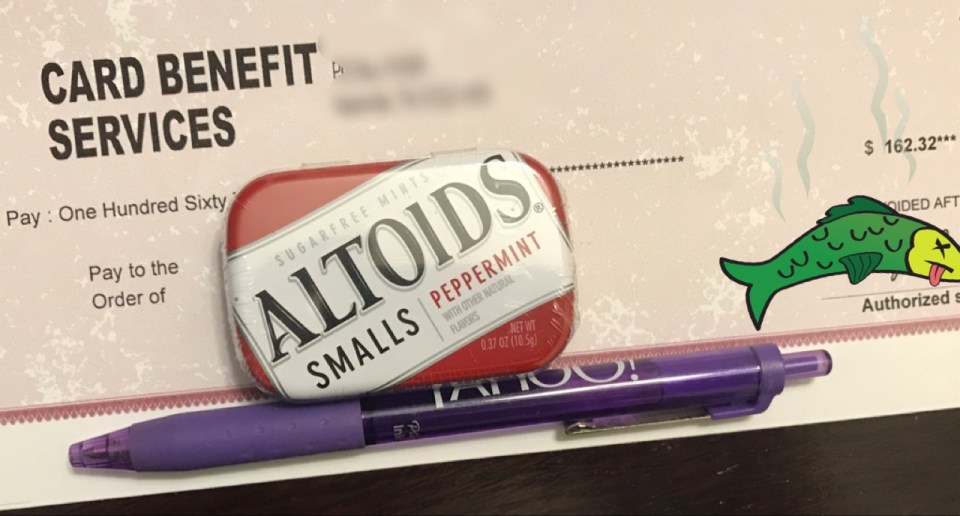 CARD BENEFIT
SERVICES
$ 162.32***
Pay : One Hundred Sixty
***********************
OIDED AFT
Pay to the
Order of
Authorized s
SUGARFREE MINTS
ALTOIDS®
SMALLS
PEPPERMINT
WITH OTHER NATURAL
FLAVORS
NET WT
0.37 OZ (10.5g)
YAHOO!